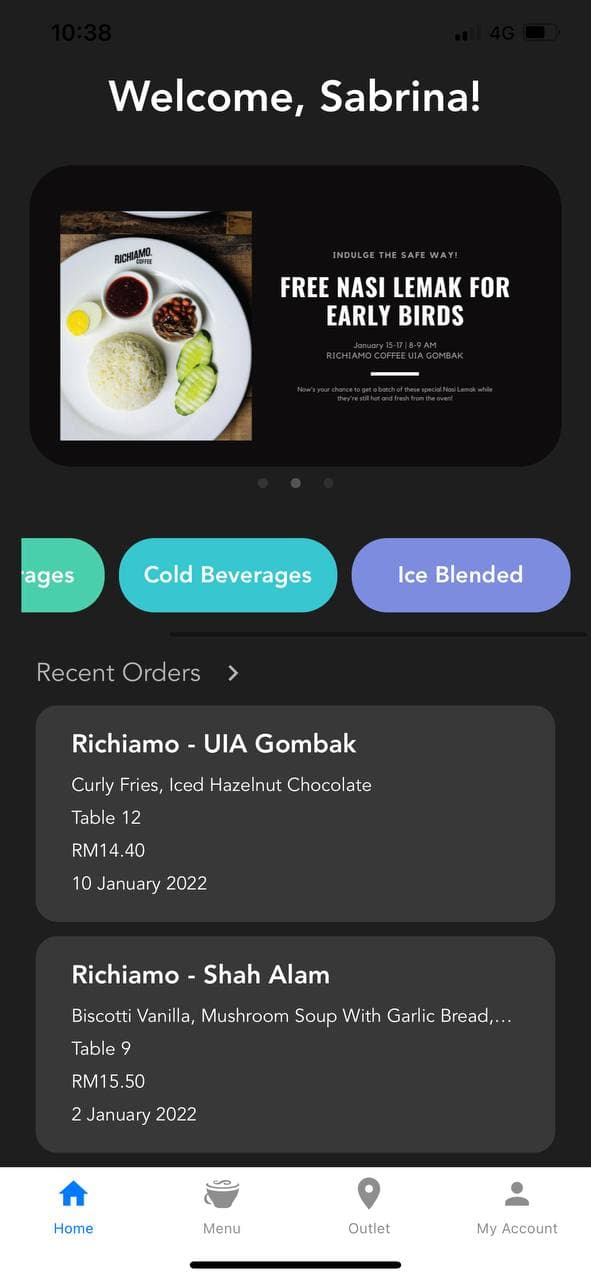 10:38
4G
Welcome, Sabrina!
RICHIAMO
COFFEE
INDULGE THE SAFE WAY!
FREE NASI LEMAK FOR
EARLY BIRDS
January 15-17 | 8-9 AM
RICHIAMO COFFEE UIA GOMBAK
Now's your chance to get a batch of these special Nasi Lemak while
they're still hot and fresh from the oven!
rages
Cold Beverages
Ice Blended
Recent Orders
Richiamo - UIA Gombak
Curly Fries, Iced Hazelnut Chocolate
Table 12
RM14.40
10 January 2022
Richiamo - Shah Alam
Biscotti Vanilla, Mushroom Soup With Garlic Bread,...
Table 9
RM15.50
2 January 2022
Home
Menu
Outlet
My Account